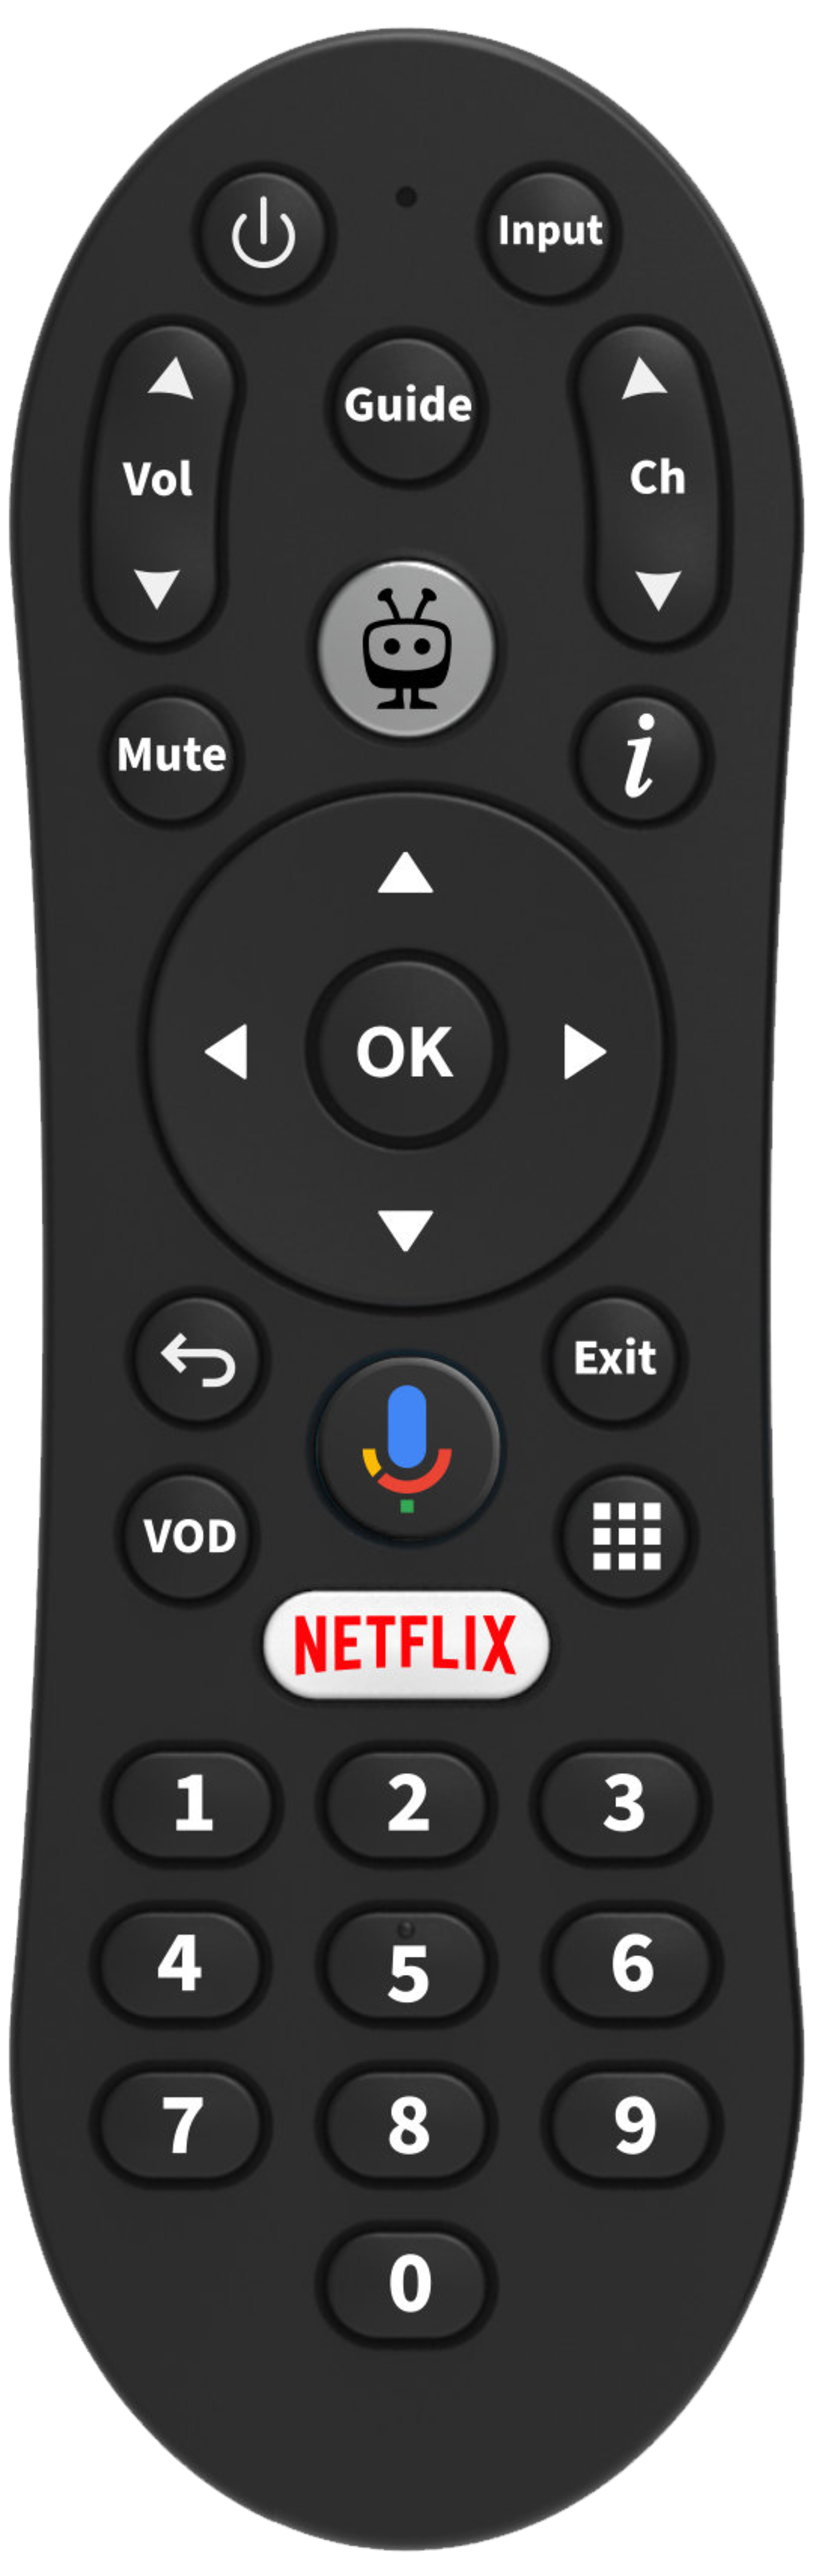 Input
Guide
Vol
Ch
Mute
i
OK
Exit
VOD
NETFLIX
1 2 3
4 5 6
7 8 9
0